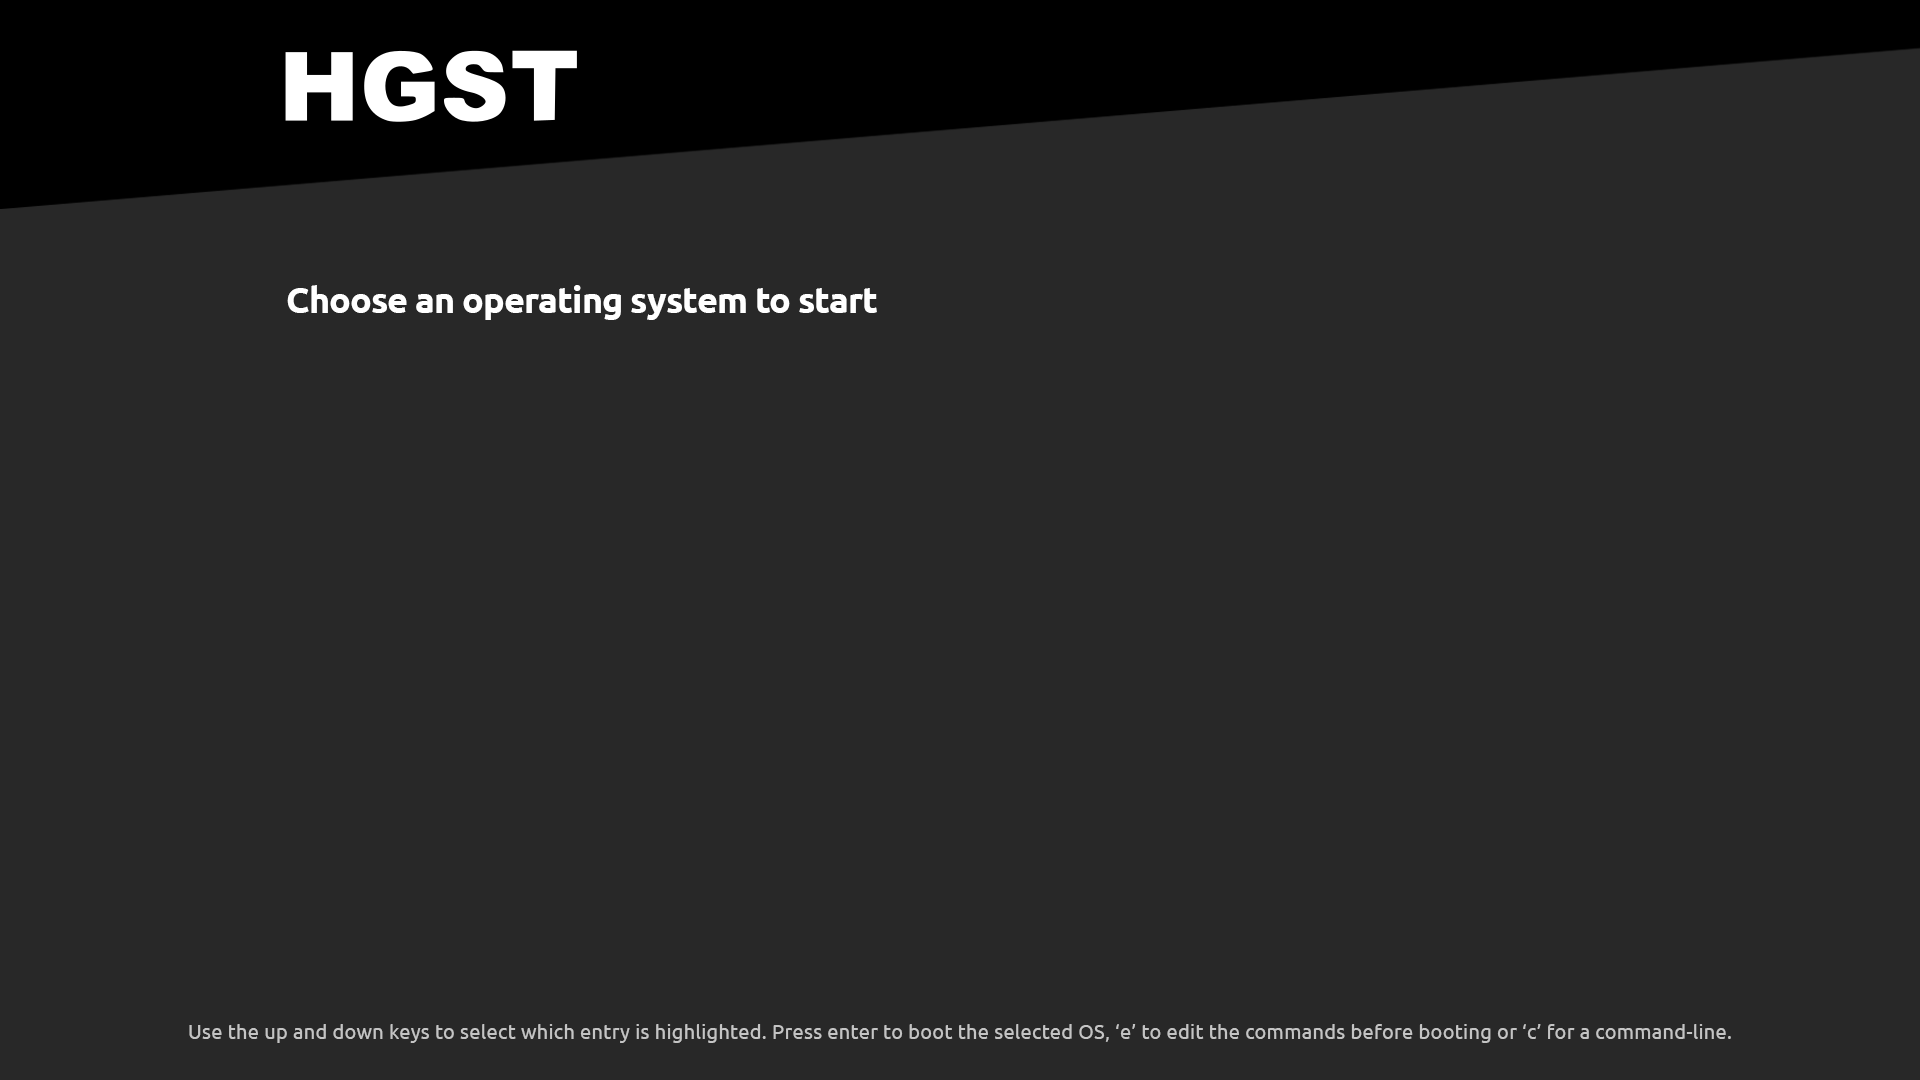 HGST
Choose an operating system to start
Use the up and down keys to select which entry is highlighted. Press enter to boot the selected OS, ‘e’ to edit the commands before booting or ‘c’ for a command-line.